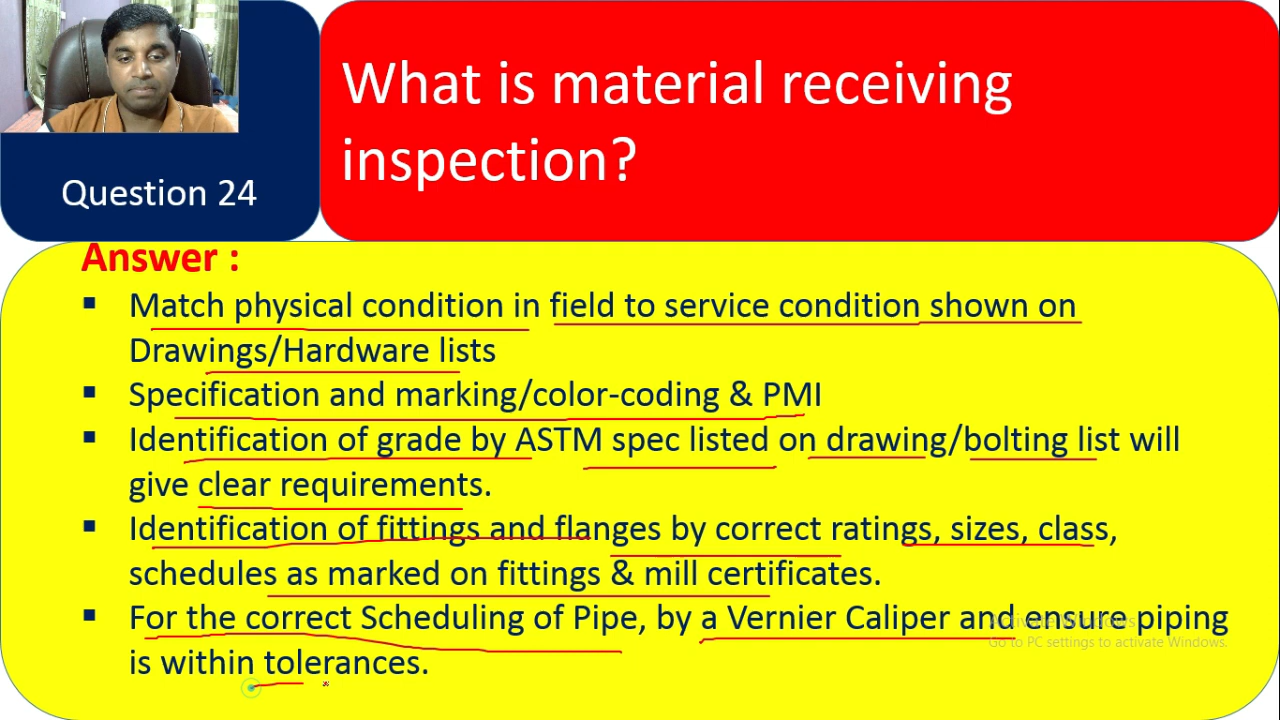 Question 24
What is material receiving
inspection?
Answer :
▪ Match physical condition in field to service condition shown on
Drawings/Hardware lists
▪ Specification and marking/color-coding & PMI
▪ Identification of grade by ASTM spec listed on drawing/bolting list will
give clear requirements.
▪ Identification of fittings and flanges by correct ratings, sizes, class,
schedules as marked on fittings & mill certificates.
▪ For the correct Scheduling of Pipe, by a Vernier Caliper and ensure piping
is within tolerances.
Activate Windows
Go to PC settings to activate Windows.